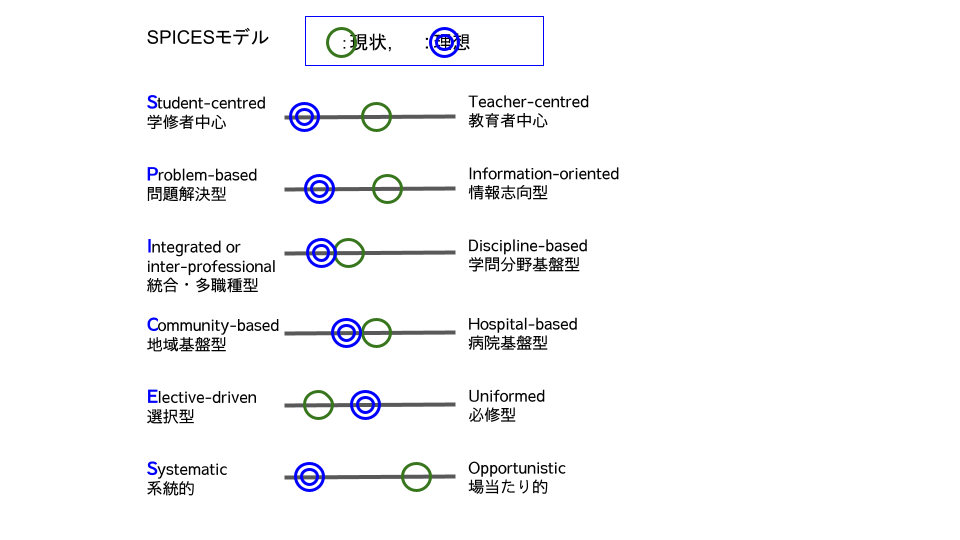 SPICESモデル
:現状, :理想
Student-centred
学修者中心
Teacher-centred
教育者中心
Problem-based
問題解決型
Information-oriented
情報志向型
Integrated or
inter-professional
統合・多職種型
Discipline-based
学問分野基盤型
Community-based
地域基盤型
Hospital-based
病院基盤型
Elective-driven
選択型
Uniformed
必修型
Systematic
系統的
Opportunistic
場当たり的